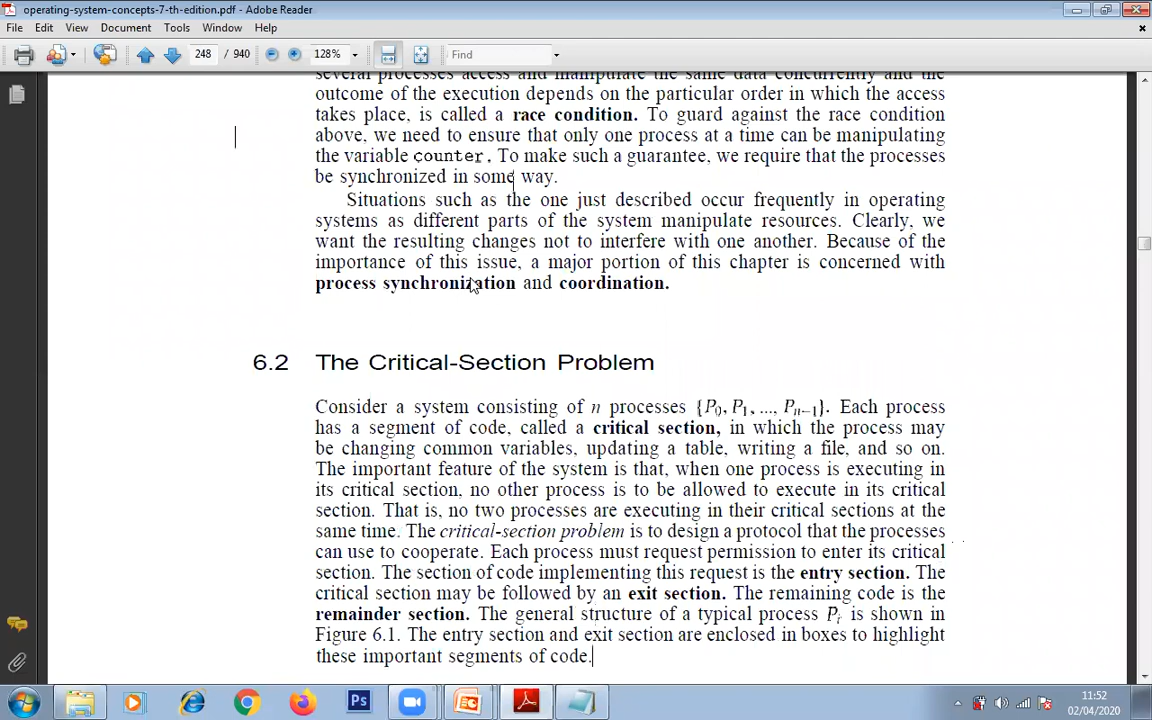 operating-system-concepts-7-th-edition.pdf - Adobe Reader
File Edit View Document Tools Window Help
248 / 940 128% Find
several processes access and manipulate the same data concurrently and the
outcome of the execution depends on the particular order in which the access
takes place, is called a race condition. To guard against the race condition
above, we need to ensure that only one process at a time can be manipulating
the variable counter. To make such a guarantee, we require that the processes
be synchronized in some way.
Situations such as the one just described occur frequently in operating
systems as different parts of the system manipulate resources. Clearly, we
want the resulting changes not to interfere with one another. Because of the
importance of this issue, a major portion of this chapter is concerned with
process synchronization and coordination.
6.2 The Critical-Section Problem
Consider a system consisting of n processes {P0, P1, ..., Pn−1}. Each process
has a segment of code, called a critical section, in which the process may
be changing common variables, updating a table, writing a file, and so on.
The important feature of the system is that, when one process is executing in
its critical section, no other process is to be allowed to execute in its critical
section. That is, no two processes are executing in their critical sections at the
same time. The critical-section problem is to design a protocol that the processes
can use to cooperate. Each process must request permission to enter its critical
section. The section of code implementing this request is the entry section. The
critical section may be followed by an exit section. The remaining code is the
remainder section. The general structure of a typical process Pi is shown in
Figure 6.1. The entry section and exit section are enclosed in boxes to highlight
these important segments of code.
Ps
11:52
02/04/2020